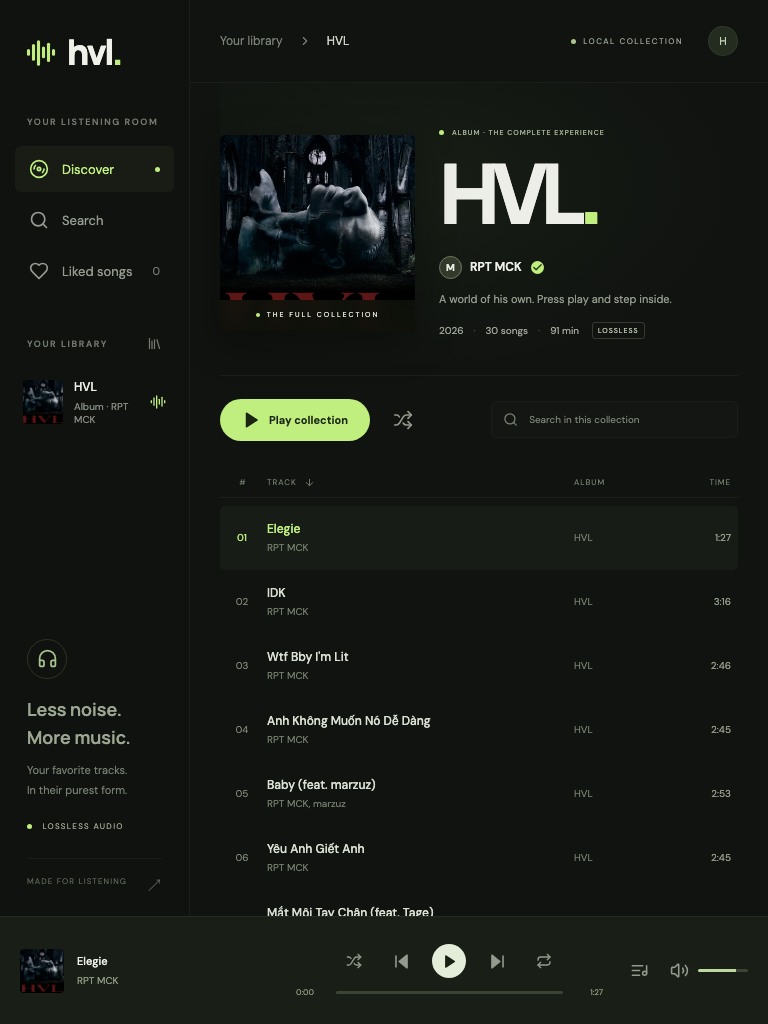 hvl.
Your library > HVL
LOCAL COLLECTION
H
YOUR LISTENING ROOM
Discover
Search
Liked songs 0
YOUR LIBRARY
HVL
Album · RPT
MCK
Less noise.
More music.
Your favorite tracks.
In their purest form.
LOSSLESS AUDIO
MADE FOR LISTENING
THE FULL COLLECTION
ALBUM · THE COMPLETE EXPERIENCE
HVL.
M RPT MCK
A world of his own. Press play and step inside.
2026 · 30 songs · 91 min LOSSLESS
Play collection
Search in this collection
# TRACK ALBUM TIME
01 Elegie HVL 1:27
RPT MCK
02 IDK HVL 3:16
RPT MCK
03 Wtf Bby I'm Lit HVL 2:46
RPT MCK
04 Anh Không Muốn Nó Dễ Dàng HVL 2:45
RPT MCK
05 Baby (feat. marzuz) HVL 2:53
RPT MCK, marzuz
06 Yêu Anh Giết Anh HVL 2:45
RPT MCK
Mắt Môi Tay Chân (feat. Tage)
Elegie
RPT MCK
0:00 1:27